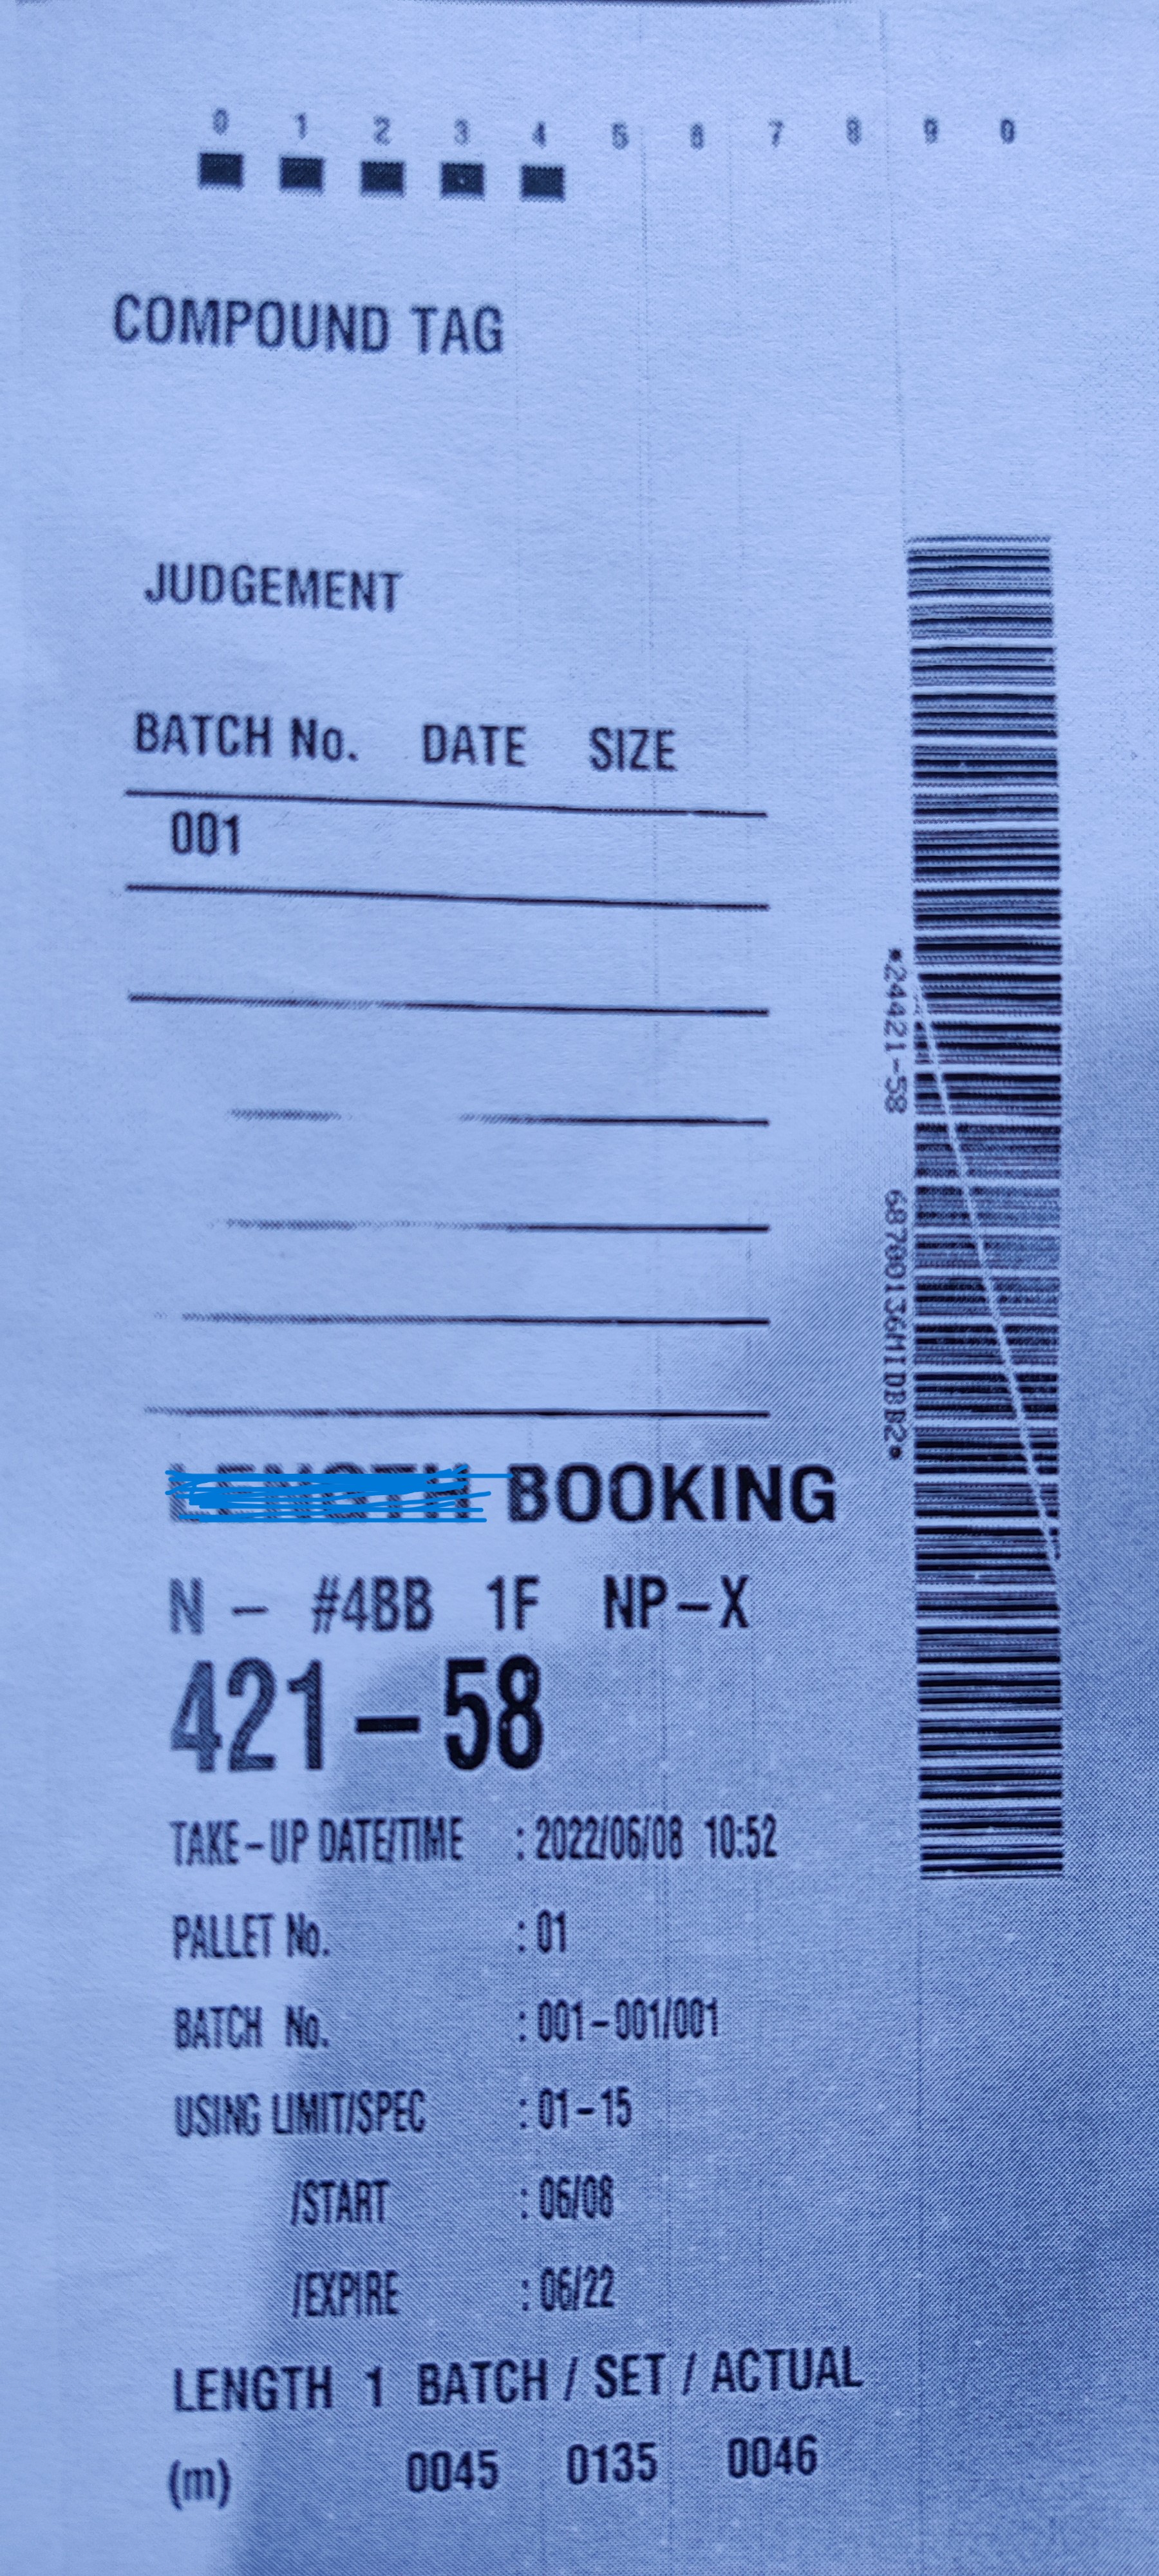 0 1 2 3 4 5 6 7 8 9 0
COMPOUND TAG
JUDGEMENT
BATCH No. DATE SIZE
001
*24421-58 68700136M1DBB2*
BOOKING
N - #4BB 1F NP-X
421-58
TAKE-UP DATE/TIME : 2022/06/08 10:52
PALLET No. : 01
BATCH No. : 001-001/001
USING LIMIT/SPEC : 01-15
/START : 06/08
/EXPIRE : 06/22
LENGTH 1 BATCH / SET / ACTUAL
(m) 0045 0135 0046